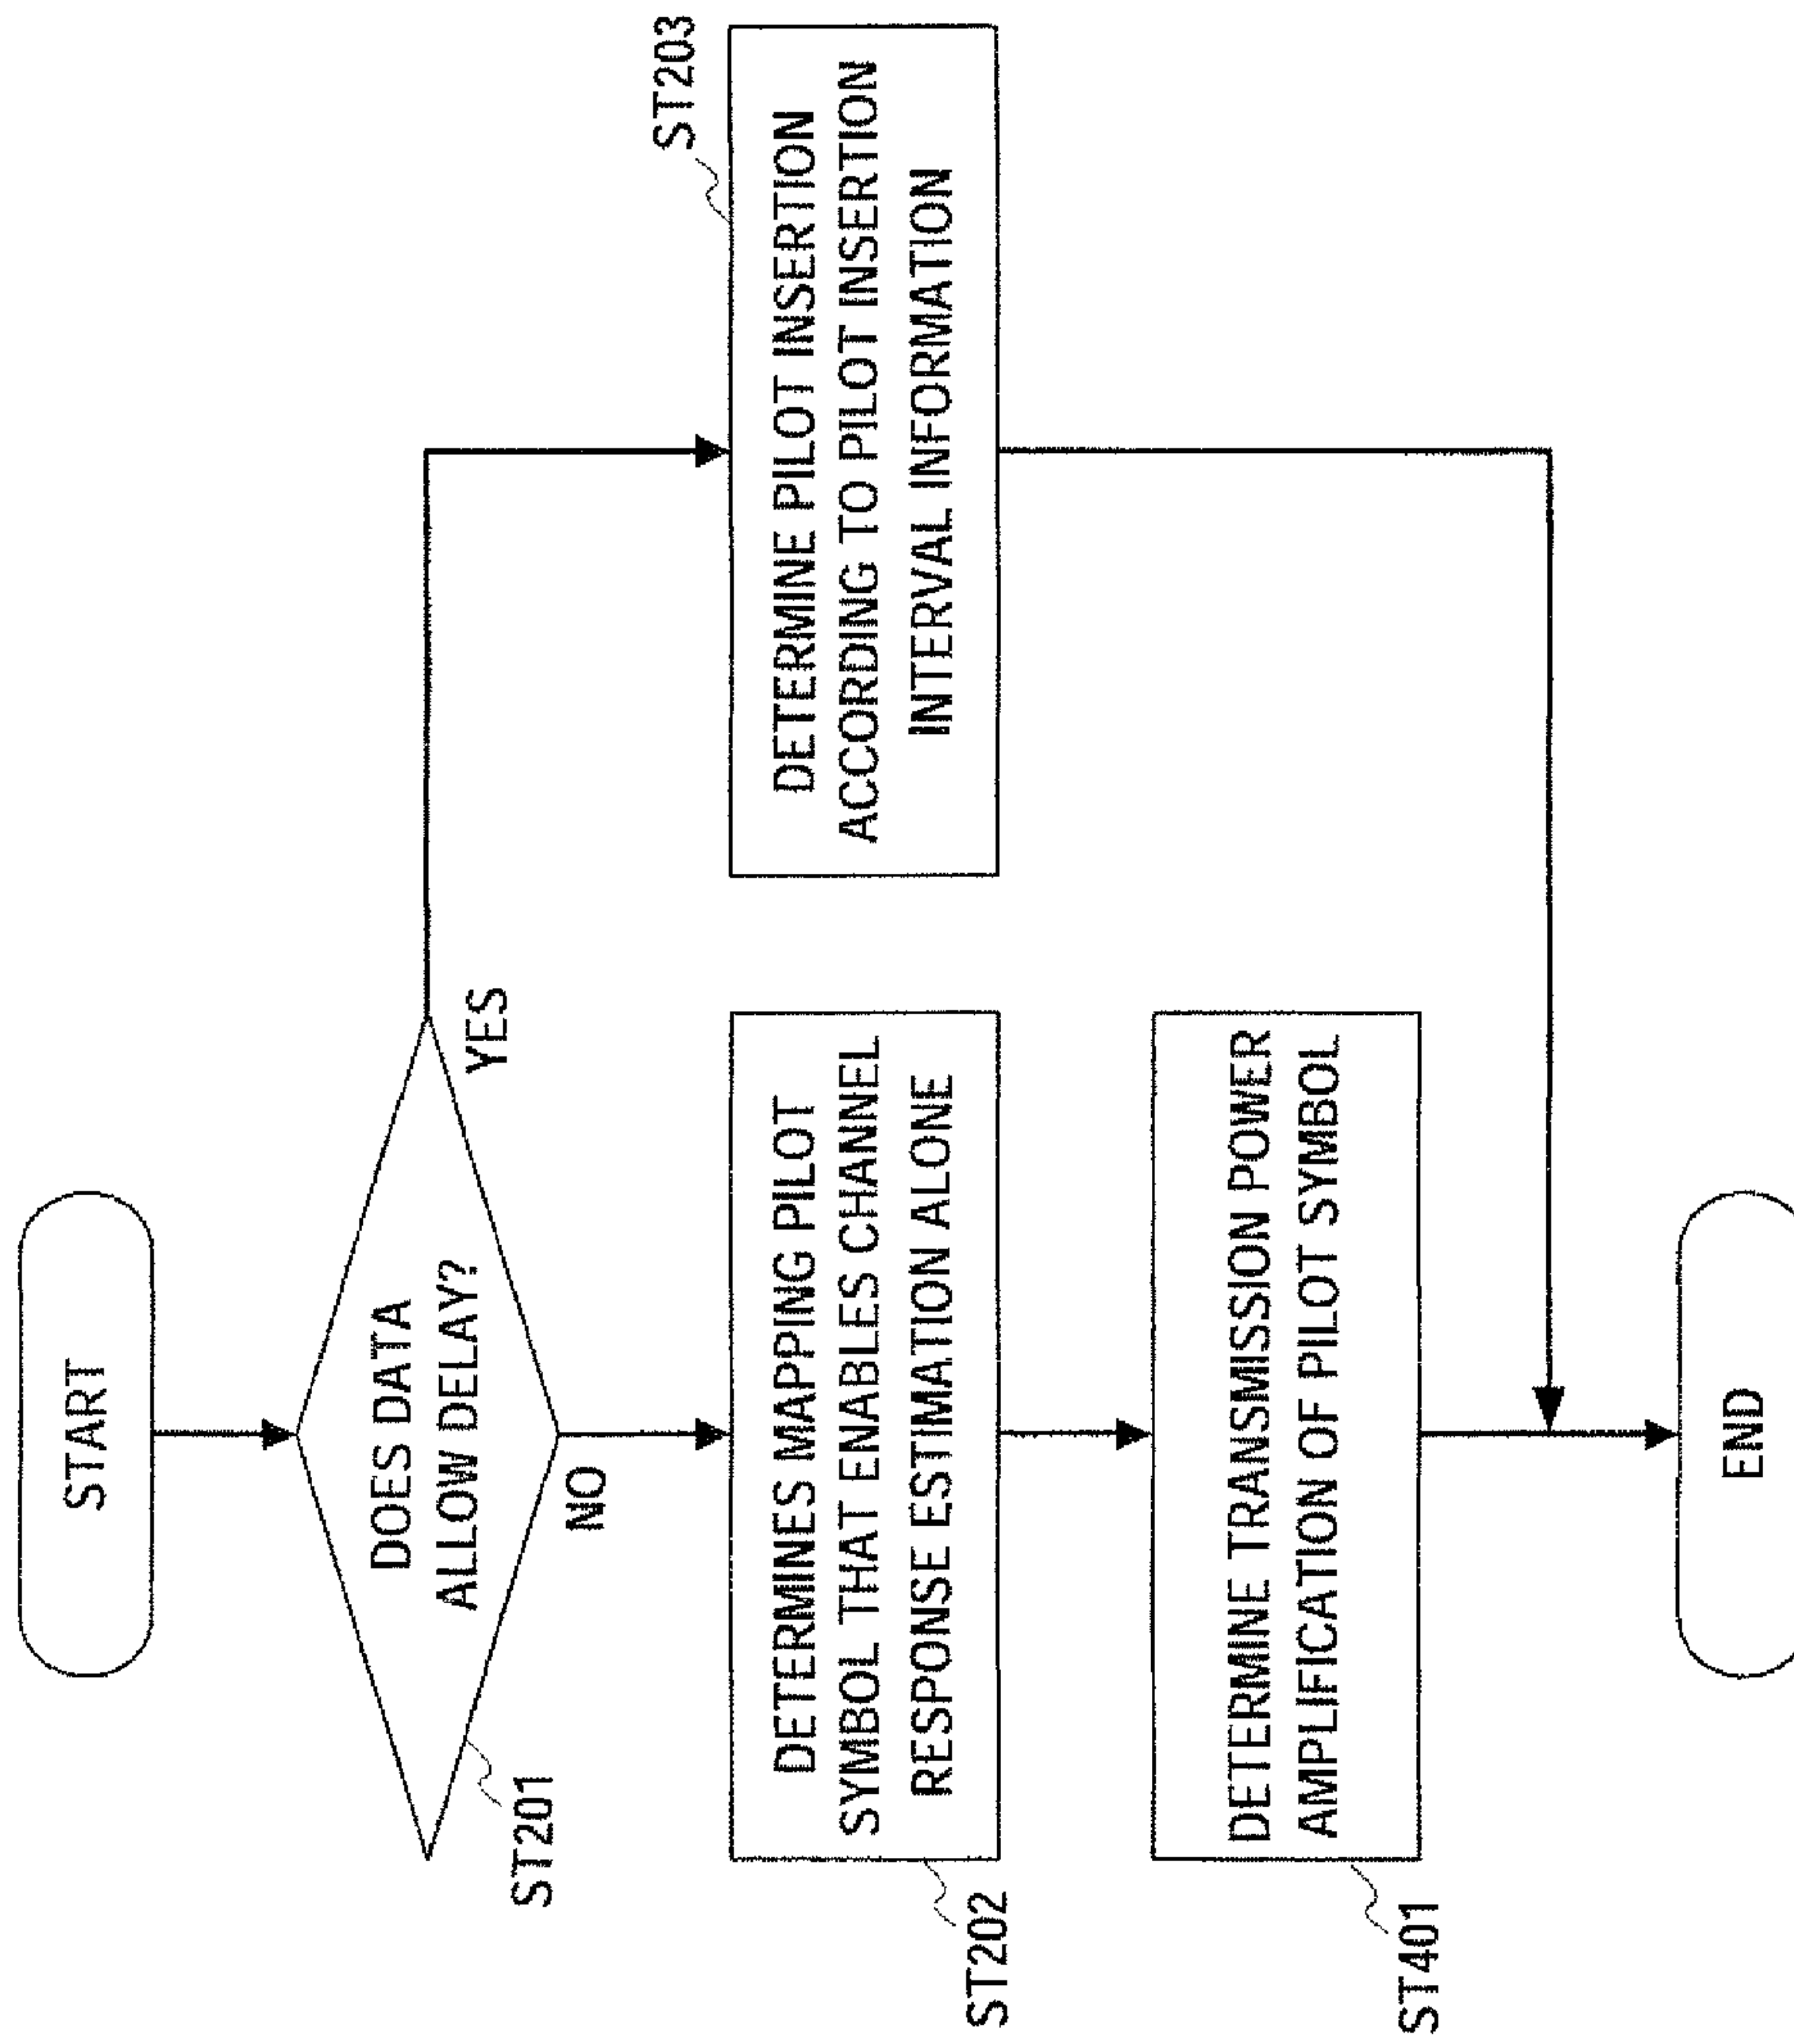 START
DOES DATA
ALLOW DELAY?
ST201
YES
NO
DETERMINES MAPPING PILOT
SYMBOL THAT ENABLES CHANNEL
RESPONSE ESTIMATION ALONE
ST202
DETERMINE PILOT INSERTION
ACCORDING TO PILOT INSERTION
INTERVAL INFORMATION
ST203
DETERMINE TRANSMISSION POWER
AMPLIFICATION OF PILOT SYMBOL
ST401
END